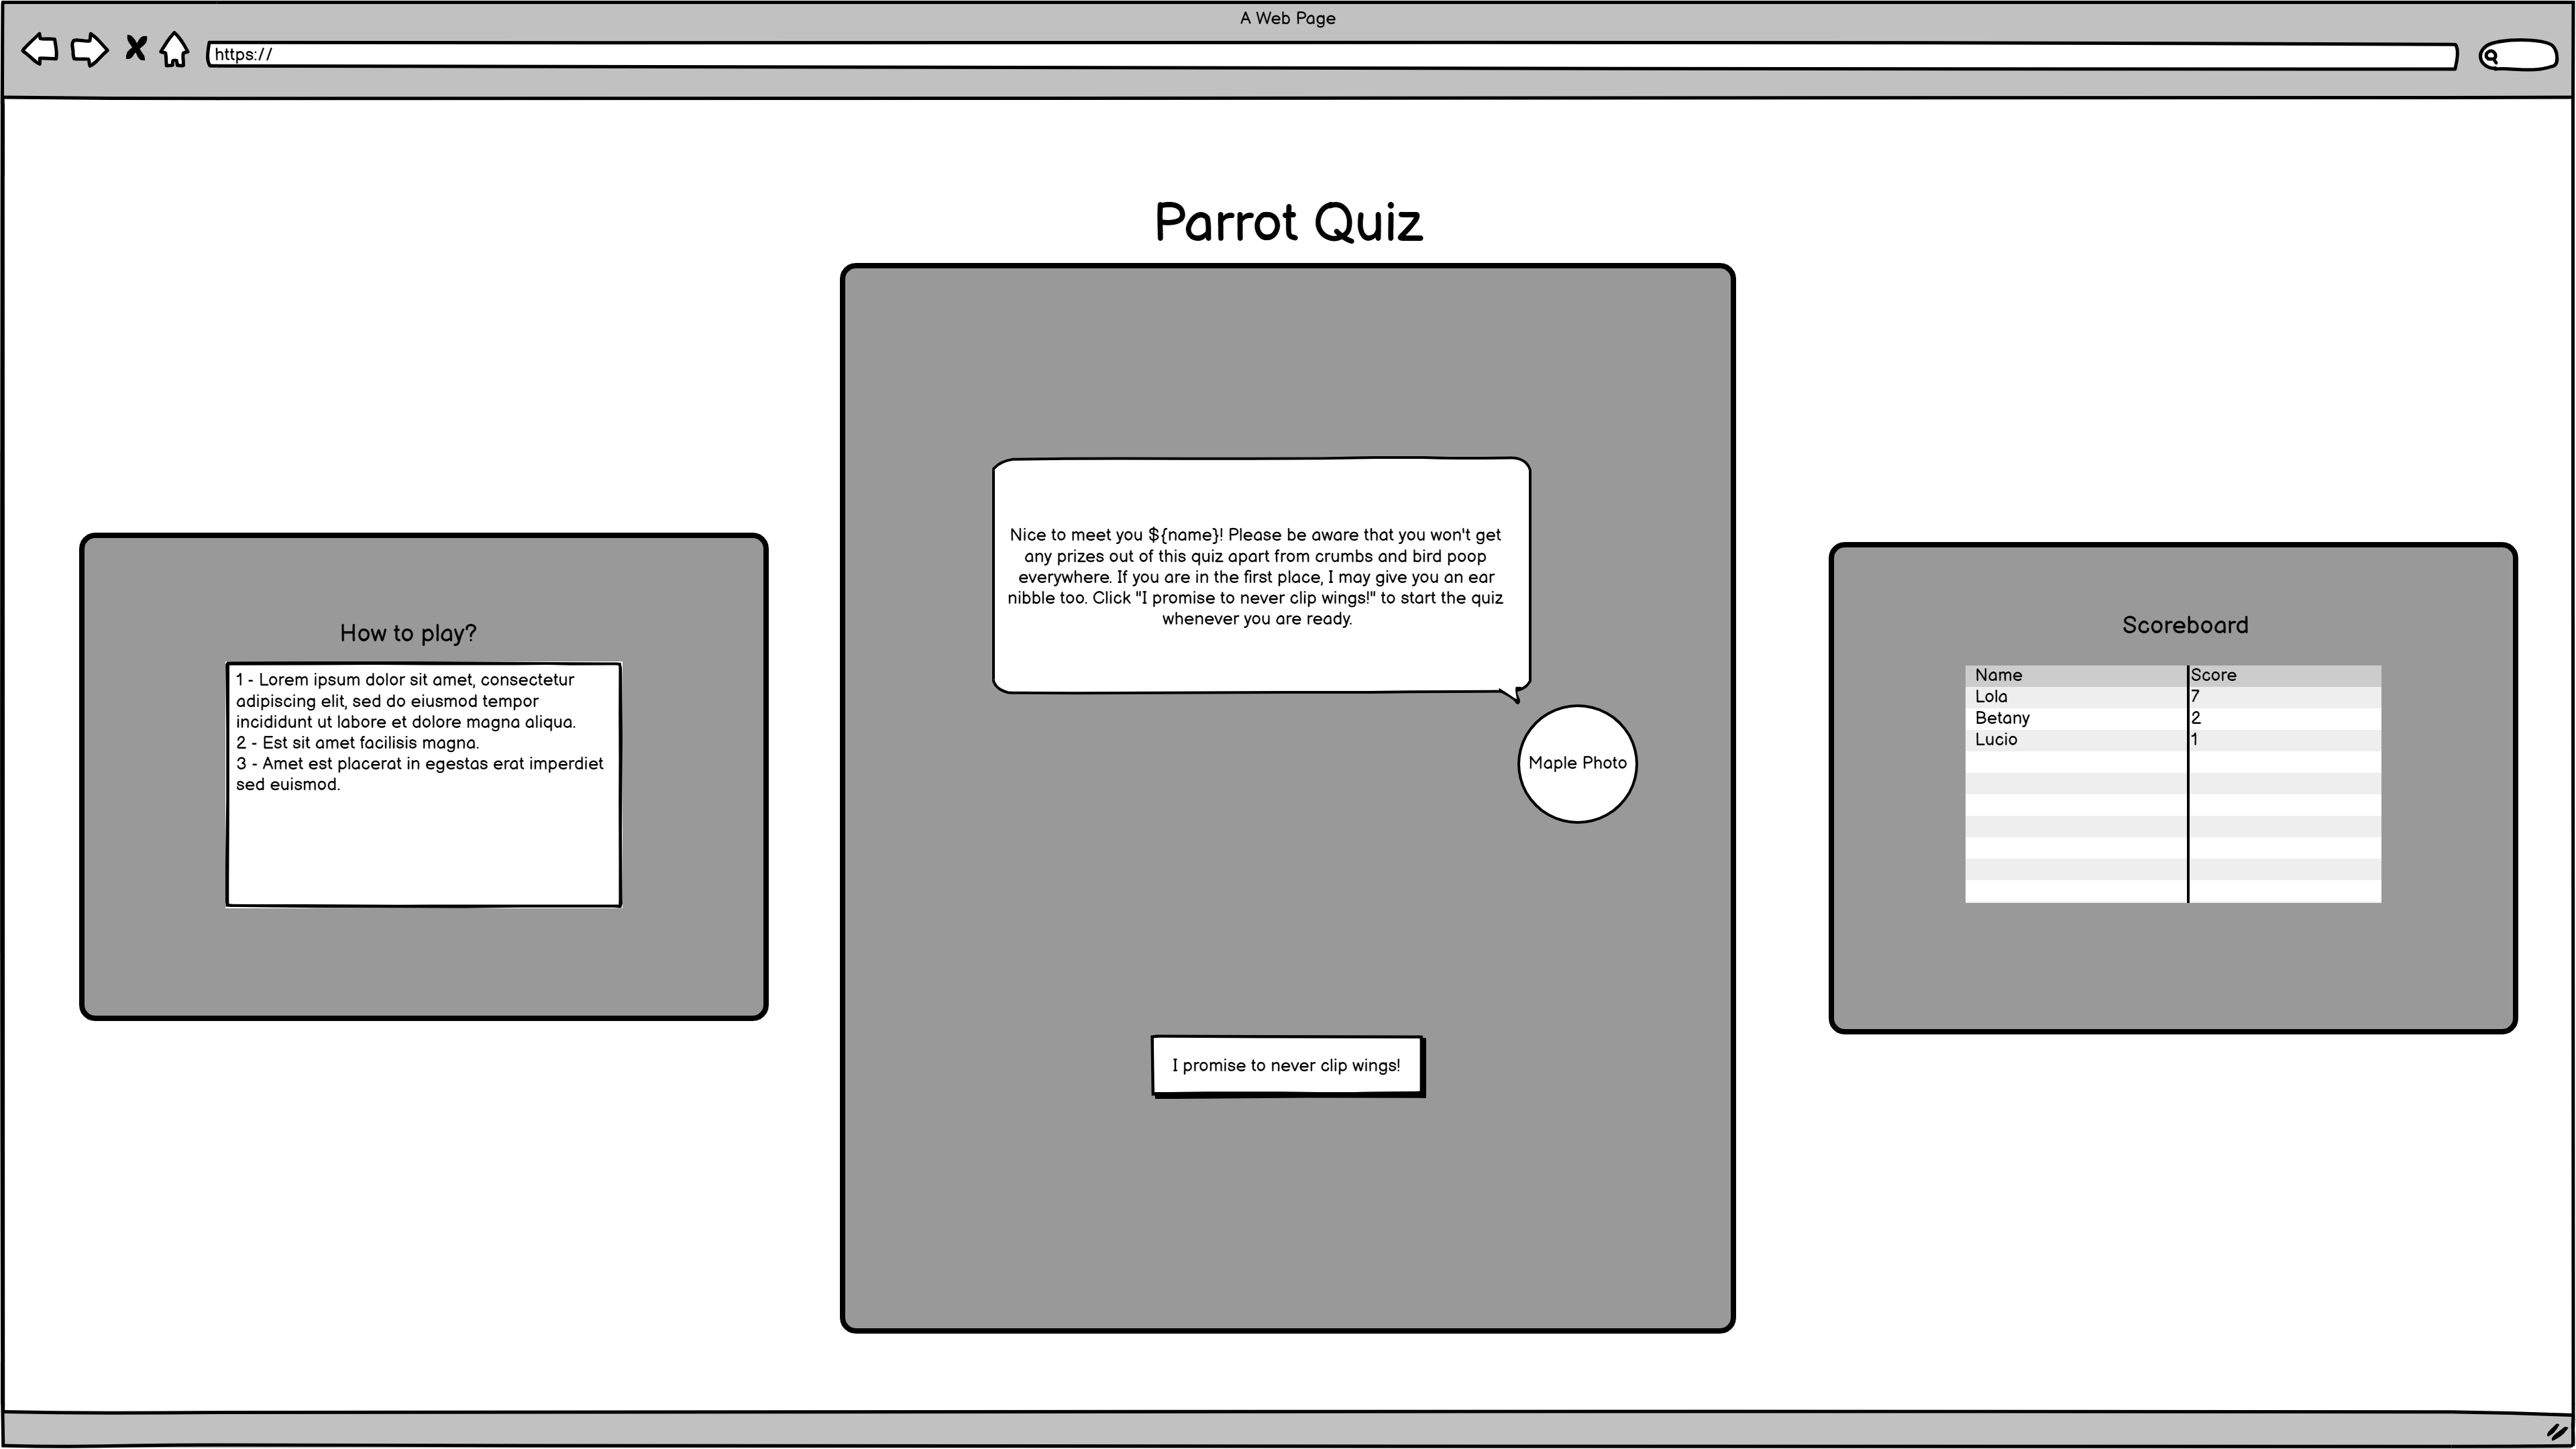 A Web Page
https://
Parrot Quiz
Nice to meet you ${name}! Please be aware that you won't get
any prizes out of this quiz apart from crumbs and bird poop
everywhere. If you are in the first place, I may give you an ear
nibble too. Click "I promise to never clip wings!" to start the quiz
whenever you are ready.
Maple Photo
I promise to never clip wings!
How to play?
1 - Lorem ipsum dolor sit amet, consectetur
adipiscing elit, sed do eiusmod tempor
incididunt ut labore et dolore magna aliqua.
2 - Est sit amet facilisis magna.
3 - Amet est placerat in egestas erat imperdiet
sed euismod.
Scoreboard
Name Score
Lola 7
Betany 2
Lucio 1